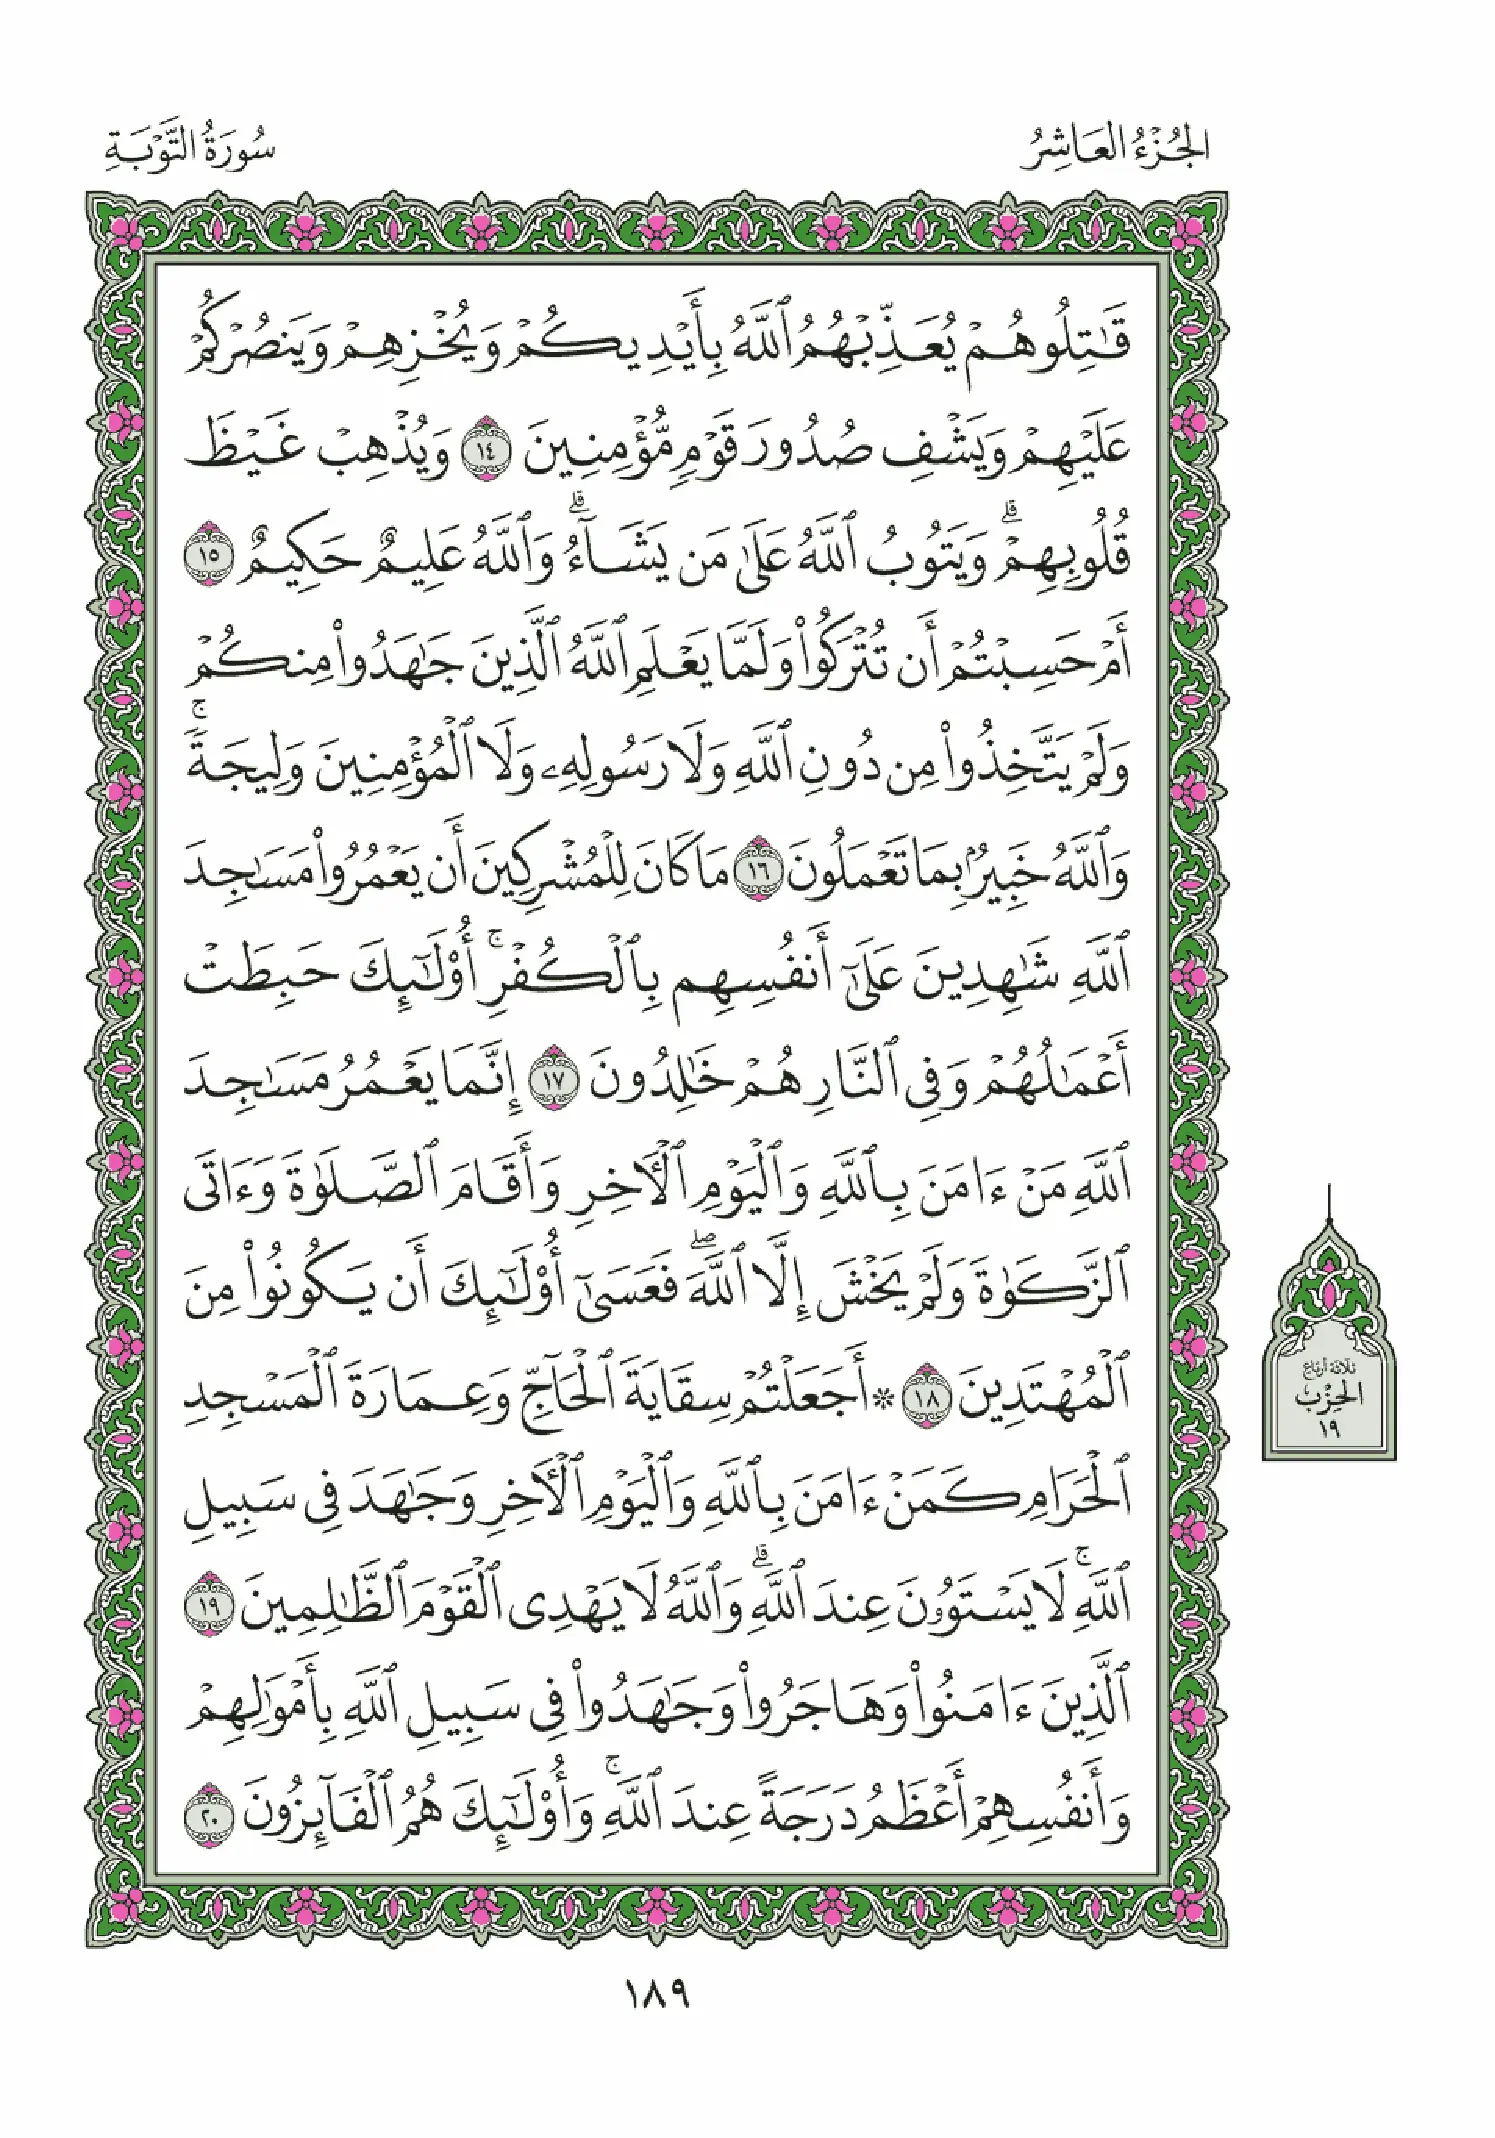 الجُزْءُ العَاشِرُ
سُورَةُ التَّوْبَةِ
قَٰتِلُوهُمْ يُعَذِّبْهُمُ ٱللَّهُ بِأَيْدِيكُمْ وَيُخْزِهِمْ وَيَنصُرْكُمْ
عَلَيْهِمْ وَيَشْفِ صُدُورَ قَوْمٍ مُّؤْمِنِينَ ١٤ وَيُذْهِبْ غَيْظَ
قُلُوبِهِمْۗ وَيَتُوبُ ٱللَّهُ عَلَىٰ مَن يَشَآءُۗ وَٱللَّهُ عَلِيمٌ حَكِيمٌ ١٥
أَمْ حَسِبْتُمْ أَن تُتْرَكُوا۟ وَلَمَّا يَعْلَمِ ٱللَّهُ ٱلَّذِينَ جَٰهَدُوا۟ مِنكُمْ
وَلَمْ يَتَّخِذُوا۟ مِن دُونِ ٱللَّهِ وَلَا رَسُولِهِۦ وَلَا ٱلْمُؤْمِنِينَ وَلِيجَةًۚ
وَٱللَّهُ خَبِيرٌۢ بِمَا تَعْمَلُونَ ١٦ مَا كَانَ لِلْمُشْرِكِينَ أَن يَعْمُرُوا۟ مَسَٰجِدَ
ٱللَّهِ شَٰهِدِينَ عَلَىٰٓ أَنفُسِهِم بِٱلْكُفْرِۚ أُو۟لَٰٓئِكَ حَبِطَتْ
أَعْمَٰلُهُمْ وَفِى ٱلنَّارِ هُمْ خَٰلِدُونَ ١٧ إِنَّمَا يَعْمُرُ مَسَٰجِدَ
ٱللَّهِ مَنْ ءَامَنَ بِٱللَّهِ وَٱلْيَوْمِ ٱلْءَاخِرِ وَأَقَامَ ٱلصَّلَوٰةَ وَءَاتَى
ٱلزَّكَوٰةَ وَلَمْ يَخْشَ إِلَّا ٱللَّهَۖ فَعَسَىٰٓ أُو۟لَٰٓئِكَ أَن يَكُونُوا۟ مِنَ
ٱلْمُهْتَدِينَ ١٨ ۞ أَجَعَلْتُمْ سِقَايَةَ ٱلْحَآجِّ وَعِمَارَةَ ٱلْمَسْجِدِ
ٱلْحَرَامِ كَمَنْ ءَامَنَ بِٱللَّهِ وَٱلْيَوْمِ ٱلْءَاخِرِ وَجَٰهَدَ فِى سَبِيلِ
ٱللَّهِۚ لَا يَسْتَوُۥنَ عِندَ ٱللَّهِۗ وَٱللَّهُ لَا يَهْدِى ٱلْقَوْمَ ٱلظَّٰلِمِينَ ١٩
ٱلَّذِينَ ءَامَنُوا۟ وَهَاجَرُوا۟ وَجَٰهَدُوا۟ فِى سَبِيلِ ٱللَّهِ بِأَمْوَٰلِهِمْ
وَأَنفُسِهِمْ أَعْظَمُ دَرَجَةً عِندَ ٱللَّهِۚ وَأُو۟لَٰٓئِكَ هُمُ ٱلْفَآئِزُونَ ٢٠
ثلاثة أرباع
الحِزْب
١٩
١٨٩